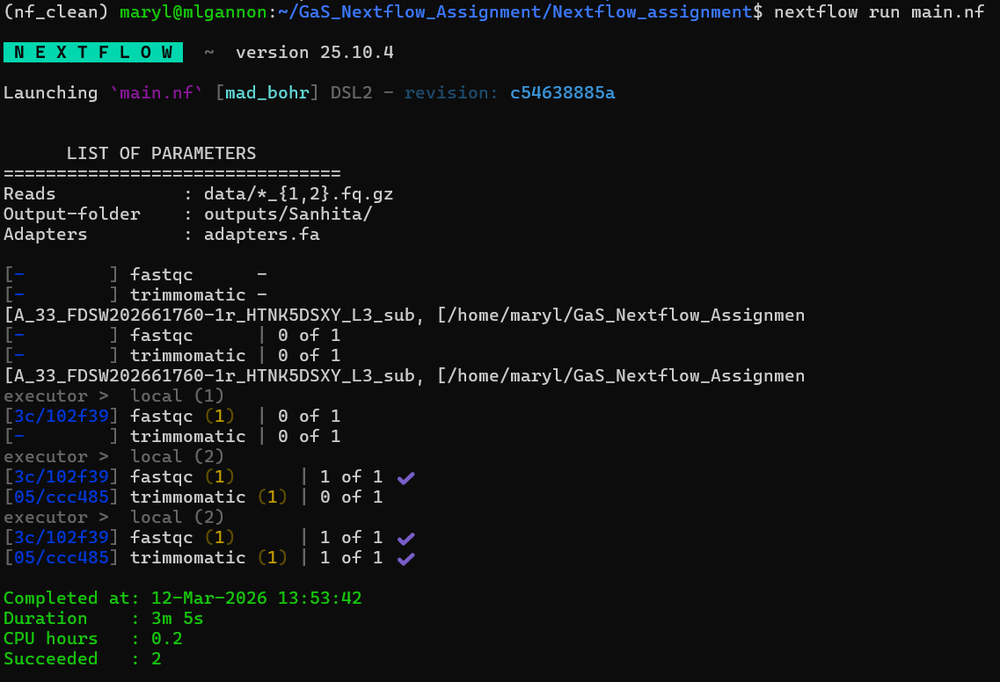 (nf_clean) maryl@mlgannon:~/GaS_Nextflow_Assignment/Nextflow_assignment$ nextflow run main.nf
N E X T F L O W  ~  version 25.10.4
Launching `main.nf` [mad_bohr] DSL2 - revision: c54638885a
LIST OF PARAMETERS
================================
Reads            : data/*_{1,2}.fq.gz
Output-folder    : outputs/Sanhita/
Adapters         : adapters.fa
[-        ] fastqc      -
[-        ] trimmomatic -
[A_33_FDSW202661760-1r_HTNK5DSXY_L3_sub, [/home/maryl/GaS_Nextflow_Assignmen
[-        ] fastqc      | 0 of 1
[-        ] trimmomatic | 0 of 1
[A_33_FDSW202661760-1r_HTNK5DSXY_L3_sub, [/home/maryl/GaS_Nextflow_Assignmen
executor >  local (1)
[3c/102f39] fastqc (1)  | 0 of 1
[-        ] trimmomatic | 0 of 1
executor >  local (2)
[3c/102f39] fastqc (1)      | 1 of 1 ✔
[05/ccc485] trimmomatic (1) | 0 of 1
executor >  local (2)
[3c/102f39] fastqc (1)      | 1 of 1 ✔
[05/ccc485] trimmomatic (1) | 1 of 1 ✔
Completed at: 12-Mar-2026 13:53:42
Duration    : 3m 5s
CPU hours   : 0.2
Succeeded   : 2